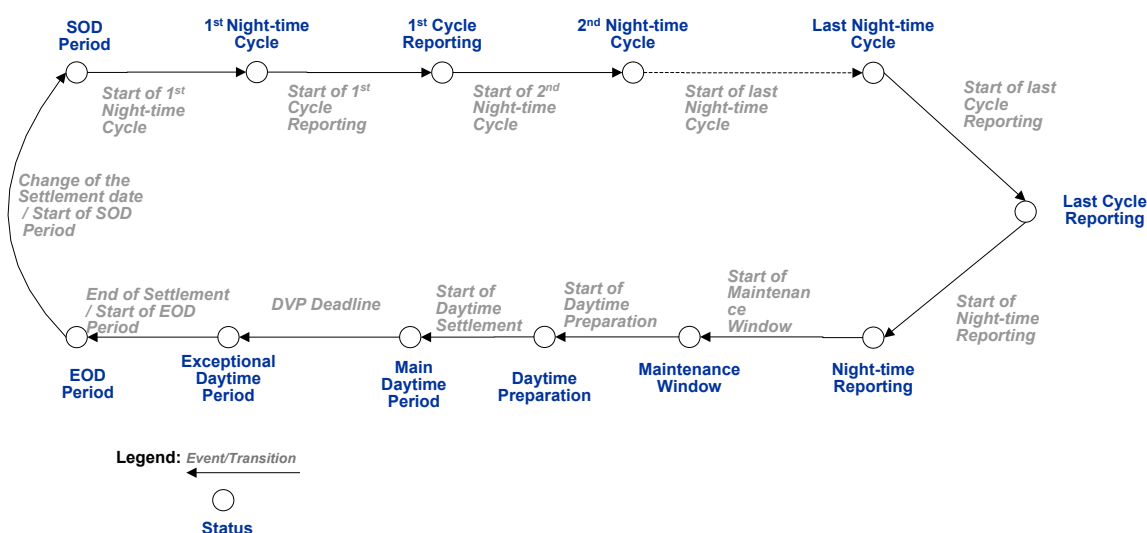 SOD
Period
1st Night-time
Cycle
1st Cycle
Reporting
2nd Night-time
Cycle
Last Night-time
Cycle
Start of 1st
Night-time
Cycle
Start of 1st
Cycle
Reporting
Start of 2nd
Night-time
Cycle
Start of last
Night-time
Cycle
Start of last
Cycle
Reporting
Change of the
Settlement date
/ Start of SOD
Period
Last Cycle
Reporting
End of Settlement
/ Start of EOD
Period
DVP Deadline
Start of
Daytime
Settlement
Start of
Daytime
Preparation
Start of
Maintenan
ce
Window
Start of
Night-time
Reporting
EOD
Period
Exceptional
Daytime
Period
Main
Daytime
Period
Daytime
Preparation
Maintenance
Window
Night-time
Reporting
Legend: Event/Transition
Status